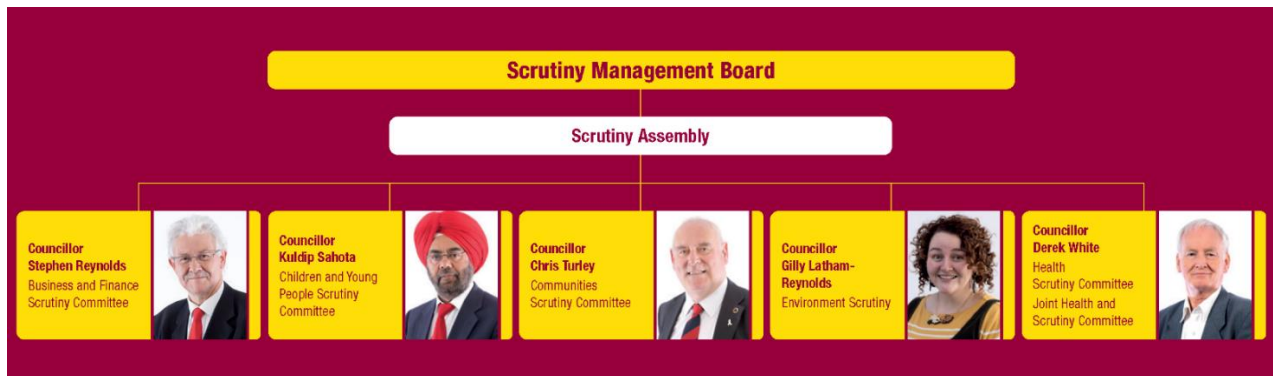 Scrutiny Management Board
Scrutiny Assembly
Councillor
Stephen Reynolds
Business and Finance
Scrutiny Committee
Councillor
Kuldip Sahota
Children and Young
People Scrutiny
Committee
Councillor
Chris Turley
Communities
Scrutiny Committee
Councillor
Gilly Latham-
Reynolds
Environment Scrutiny
Councillor
Derek White
Health
Scrutiny Committee
Joint Health and
Scrutiny Committee